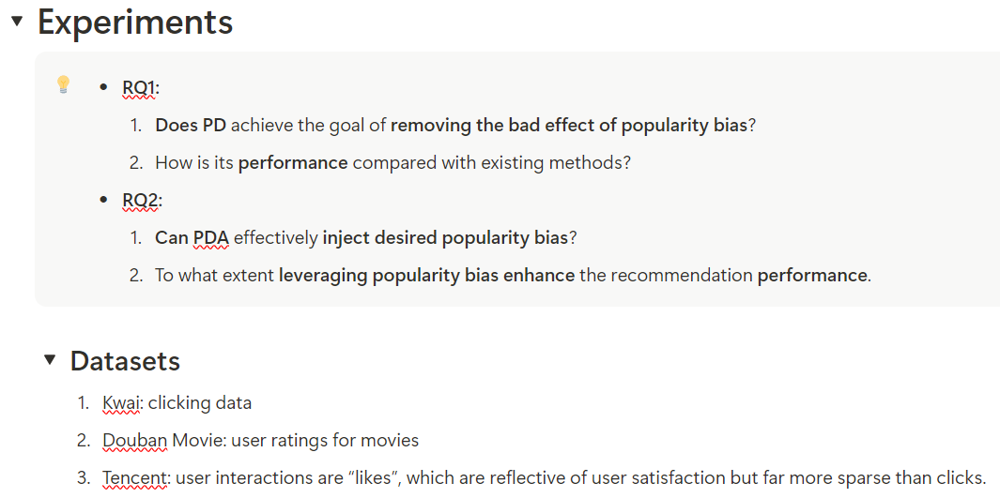 Experiments
RQ1:
1. Does PD achieve the goal of removing the bad effect of popularity bias?
2. How is its performance compared with existing methods?
RQ2:
1. Can PDA effectively inject desired popularity bias?
2. To what extent leveraging popularity bias enhance the recommendation performance.
Datasets
1. Kwai: clicking data
2. Douban Movie: user ratings for movies
3. Tencent: user interactions are “likes”, which are reflective of user satisfaction but far more sparse than clicks.